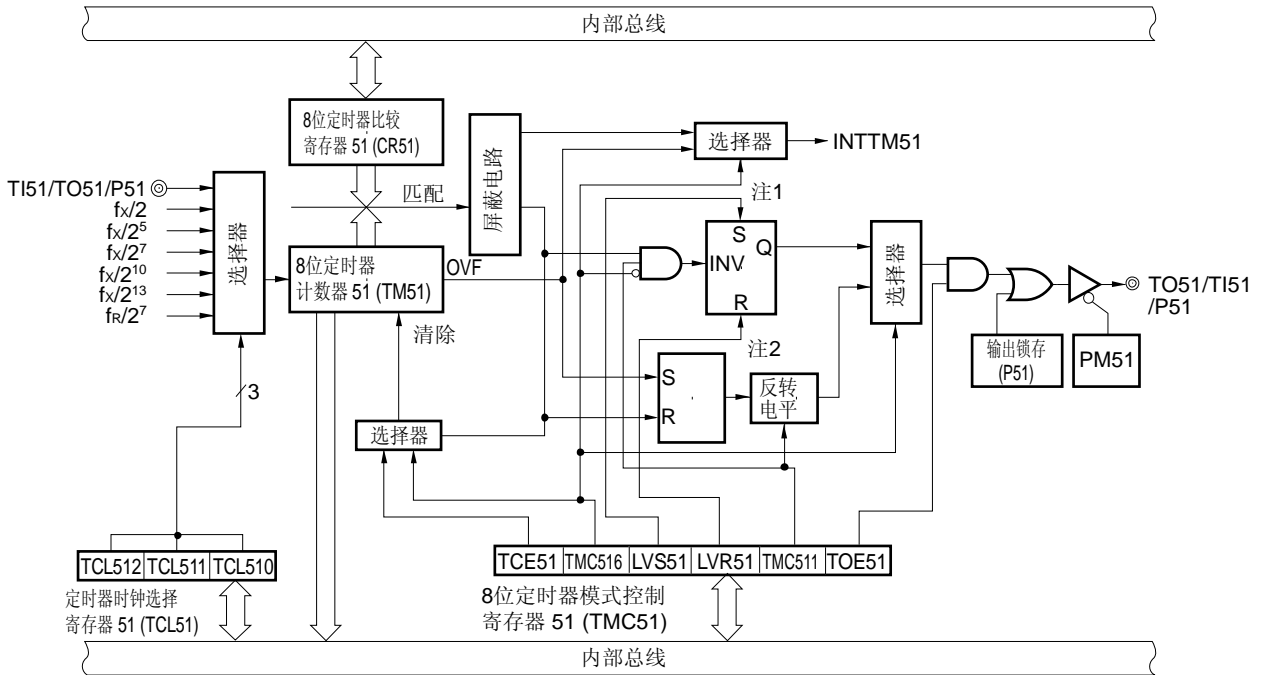 内部总线
8位定时器比较
寄存器 51 (CR51)
屏蔽电路
选择器
INTTM51
TI51/TO51/P51
fX/2
fX/2⁵
fX/2⁷
fX/2¹⁰
fX/2¹³
fR/2⁷
选择器
匹配
注1
8位定时器
计数器 51 (TM51)
OVF
清除
S
Q
INV
R
选择器
TO51/TI51
/P51
注2
输出锁存
(P51)
PM51
3
S
R
反转
电平
选择器
TCL512 TCL511 TCL510
定时器时钟选择
寄存器 51 (TCL51)
TCE51 TMC516 LVS51 LVR51 TMC511 TOE51
8位定时器模式控制
寄存器 51 (TMC51)
内部总线